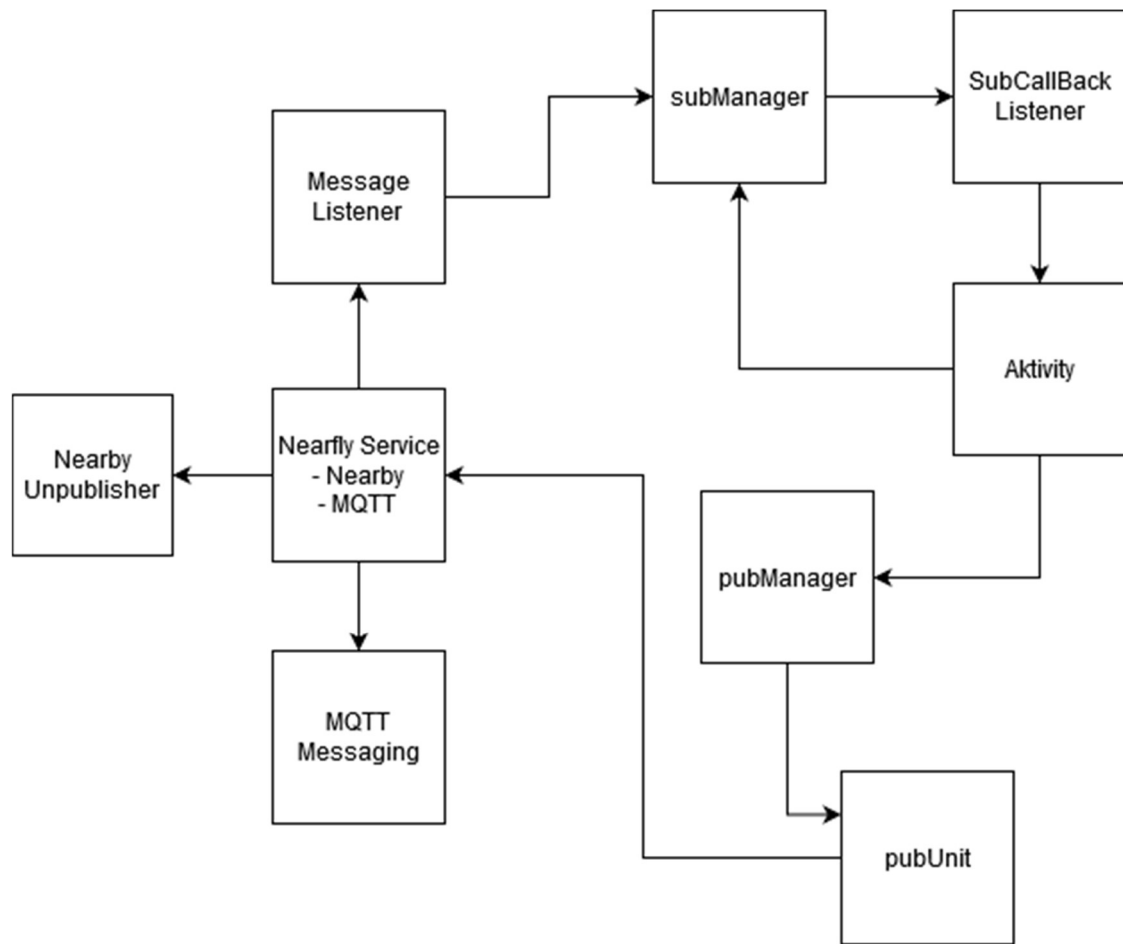 subManager
SubCallBack
Listener
Message
Listener
Aktivity
Nearby
Unpublisher
Nearfly Service
- Nearby
- MQTT
pubManager
MQTT
Messaging
pubUnit